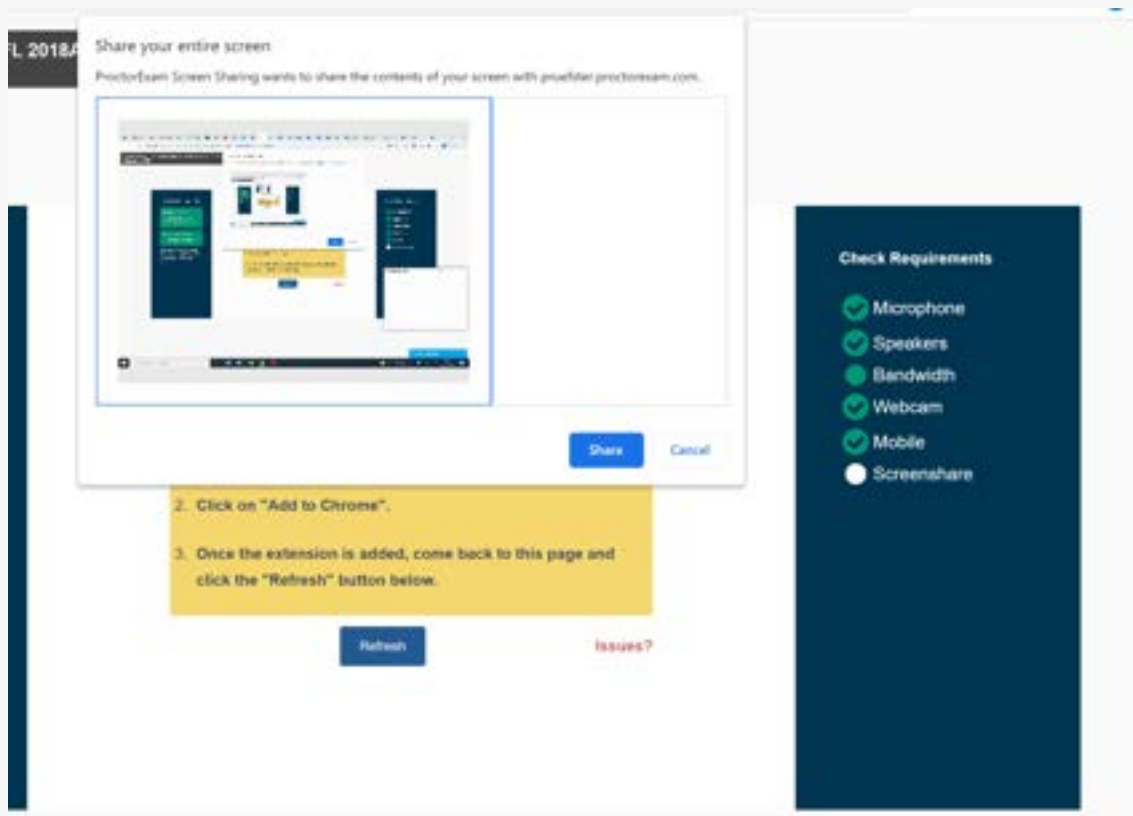 FL 2018A
Share your entire screen
ProctorExam Screen Sharing wants to share the contents of your screen with pruefster.proctorexam.com.
Share
Cancel
2. Click on "Add to Chrome".
3. Once the extension is added, come back to this page and
click the "Refresh" button below.
Refresh
Issues?
Check Requirements
Microphone
Speakers
Bandwidth
Webcam
Mobile
Screenshare